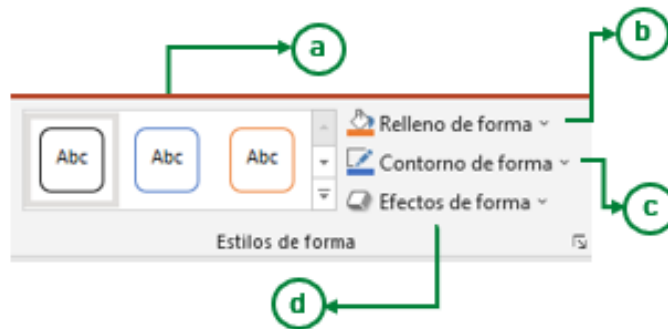 a
b
Abc Abc Abc
Relleno de forma
Contorno de forma
Efectos de forma
c
Estilos de forma
d